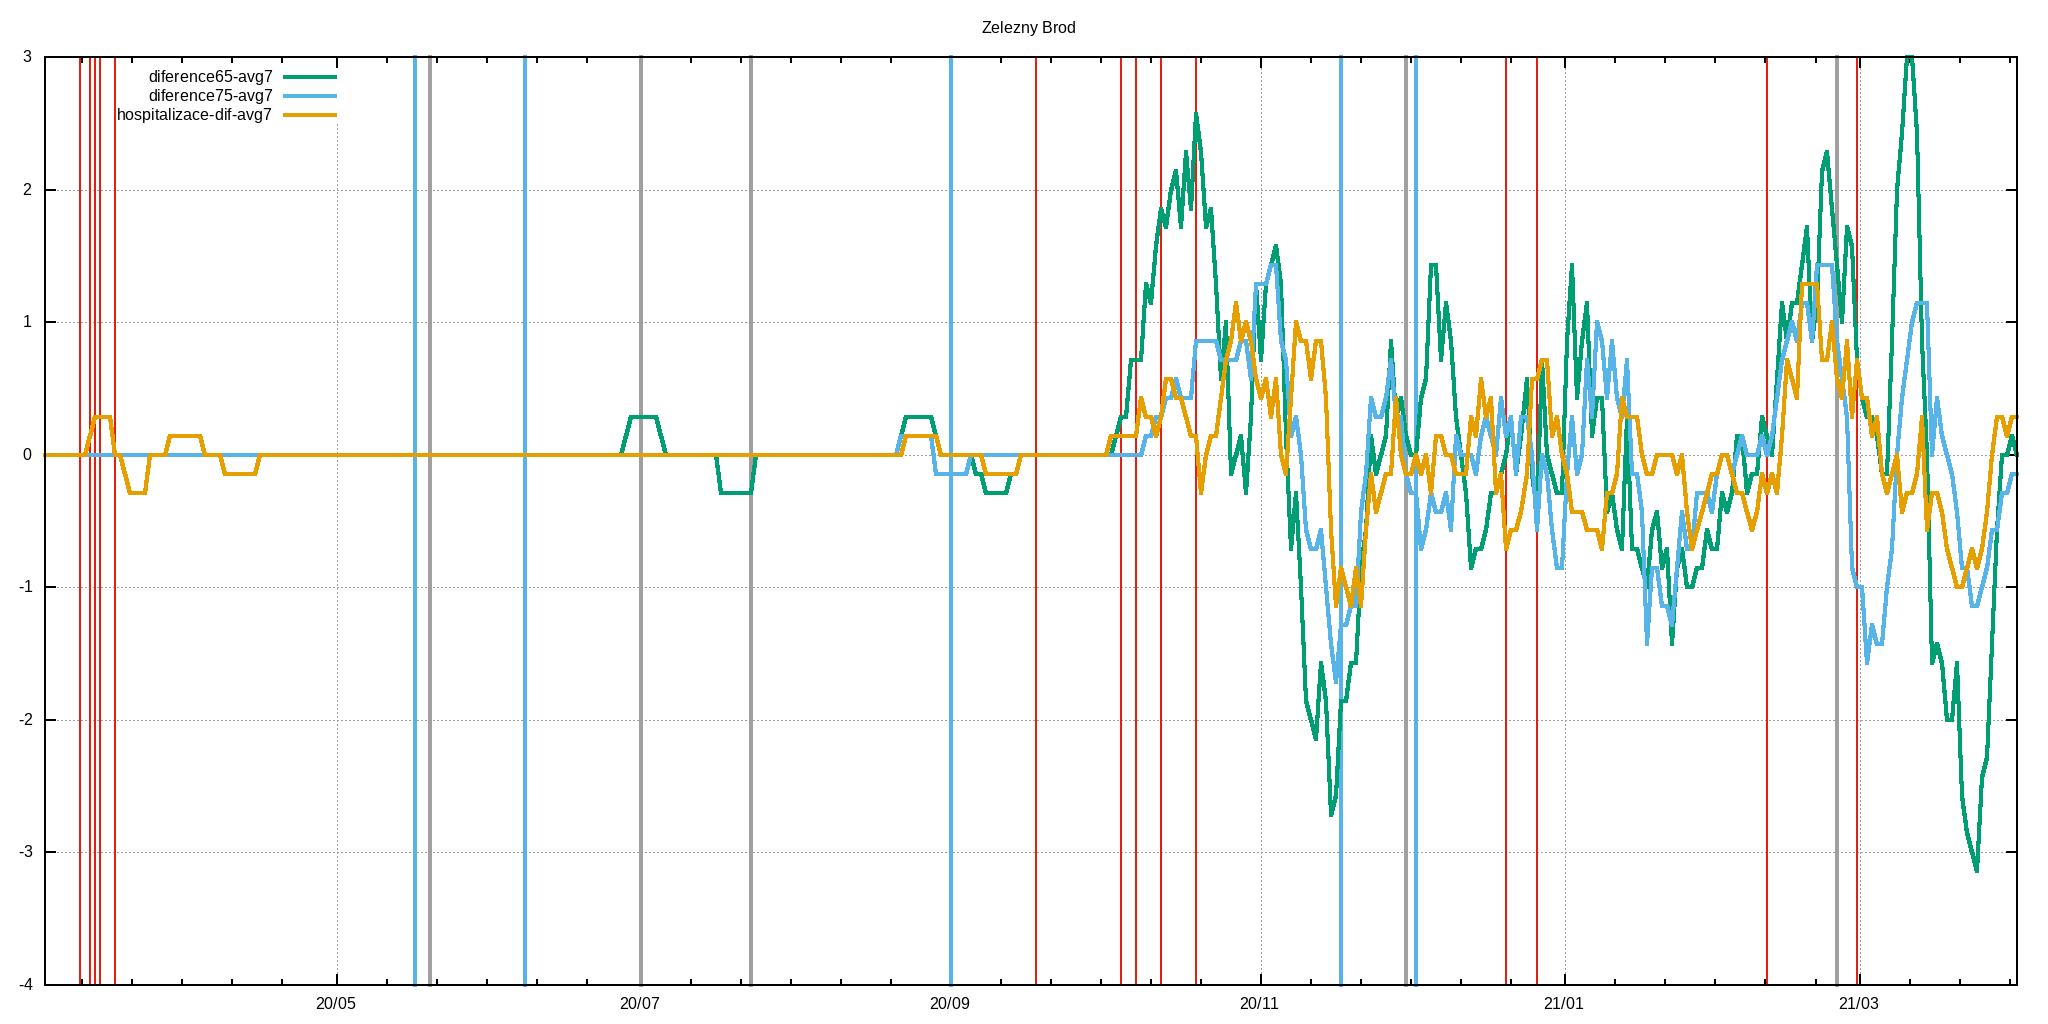 Zelezny Brod
3
diference65-avg7
diference75-avg7
hospitalizace-dif-avg7
2
1
0
-1
-2
-3
-4
20/05 20/07 20/09 20/11 21/01 21/03